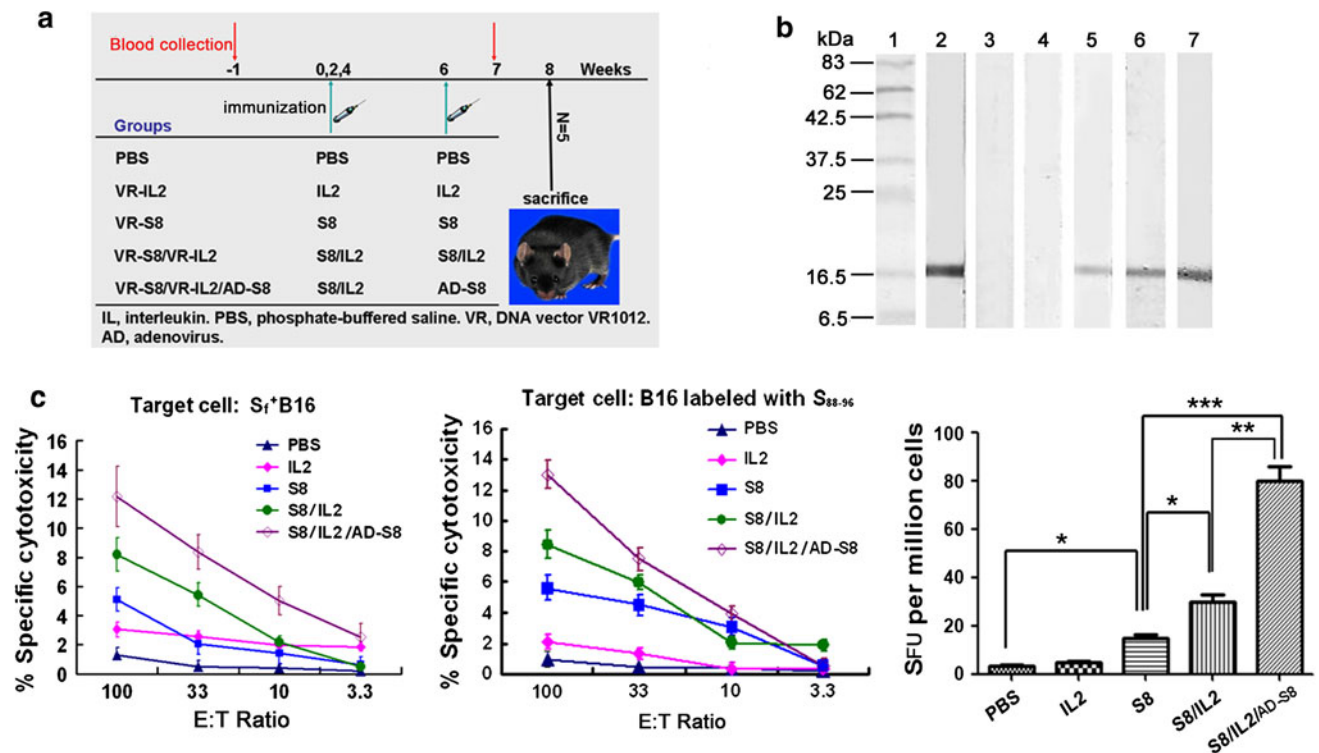 a
Blood collection
-1 0,2,4 6 7 8 Weeks
immunization
Groups
N=5
PBS PBS PBS
VR-IL2 IL2 IL2
sacrifice
VR-S8 S8 S8
VR-S8/VR-IL2 S8/IL2 S8/IL2
VR-S8/VR-IL2/AD-S8 S8/IL2 AD-S8
IL, interleukin. PBS, phosphate-buffered saline. VR, DNA vector VR1012.
AD, adenovirus.
b
kDa 1 2 3 4 5 6 7
83
62
42.5
37.5
25
16.5
6.5
c
Target cell: Sf+B16
% Specific cytotoxicity
16
14
12
10
8
6
4
2
0
100 33 10 3.3
E:T Ratio
PBS
IL2
S8
S8/IL2
S8/IL2/AD-S8
Target cell: B16 labeled with S88-96
% Specific cytotoxicity
16
14
12
10
8
6
4
2
0
100 33 10 3.3
E:T Ratio
PBS
IL2
S8
S8/IL2
S8/IL2/AD-S8
SFU per million cells
100
80
60
40
20
0
***
**
*
*
PBS IL2 S8 S8/IL2 S8/IL2/AD-S8